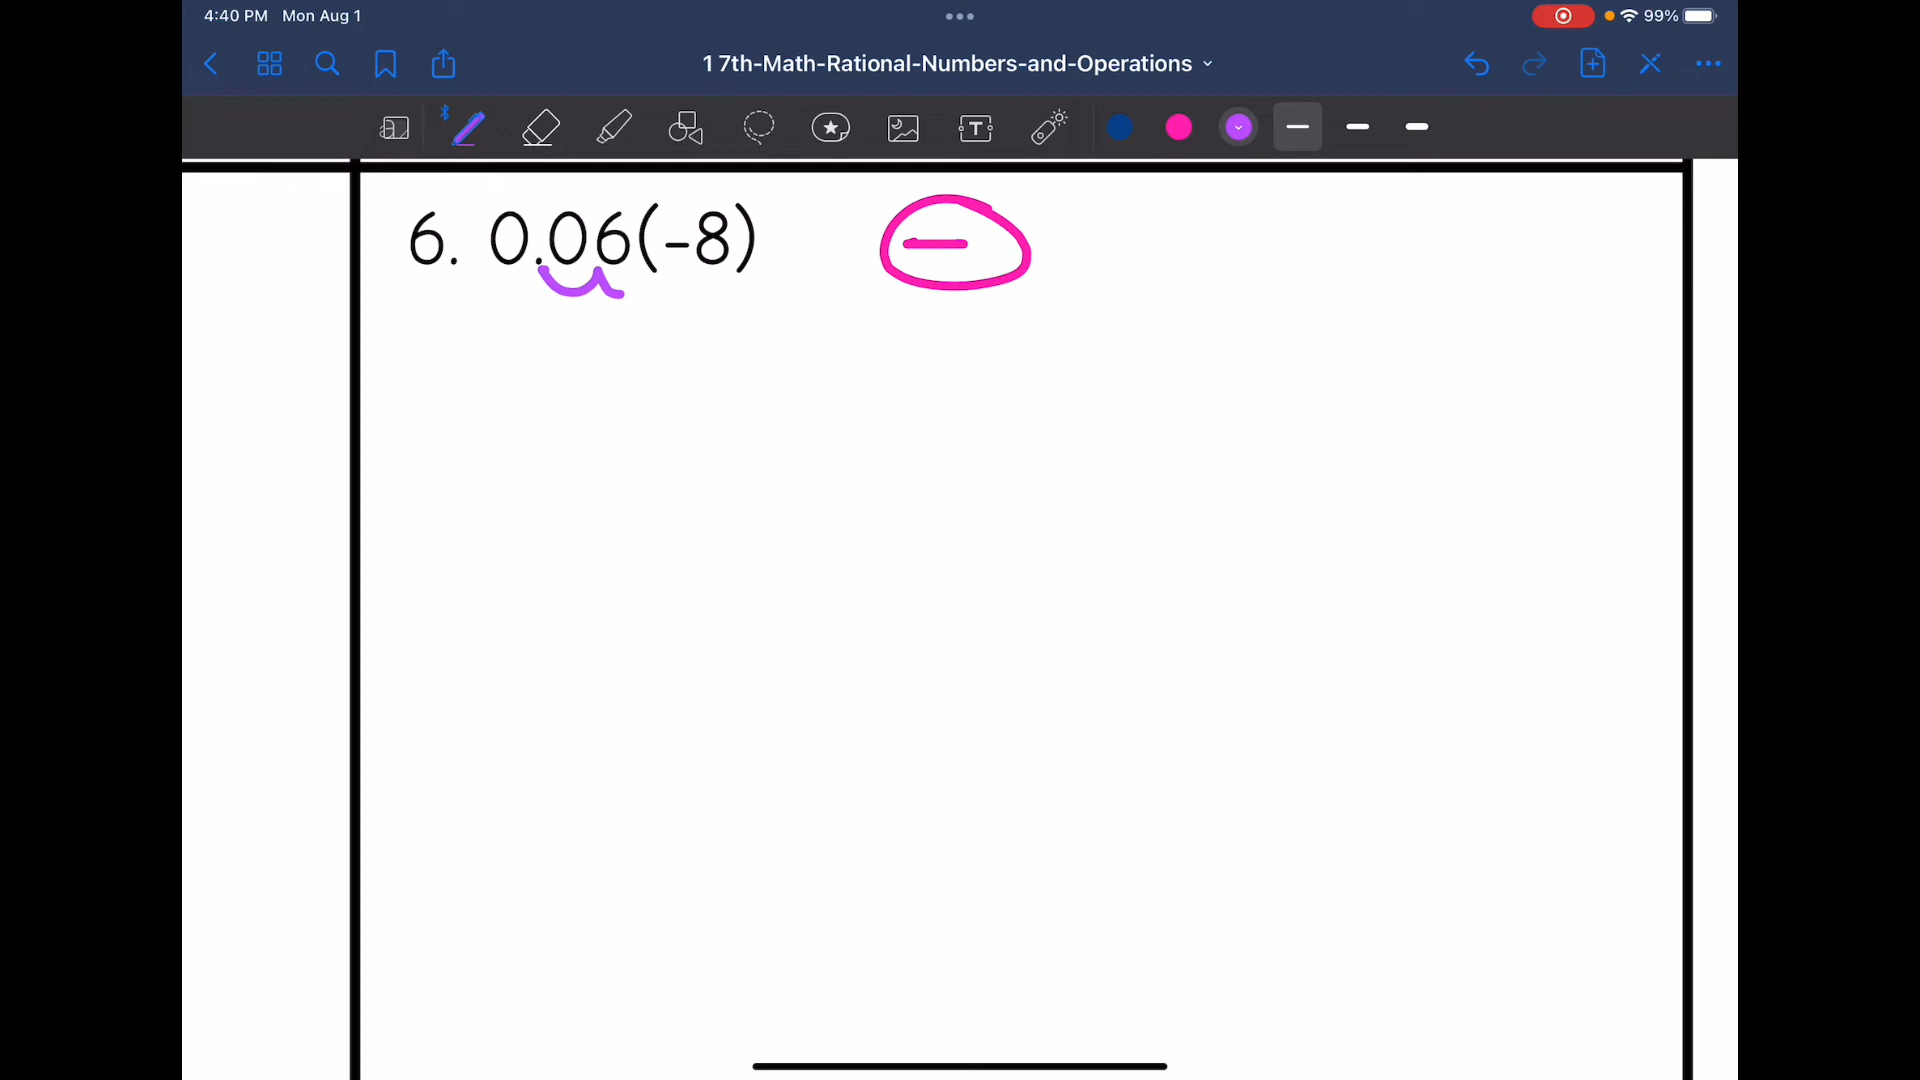 4:40 PM Mon Aug 1
99%
1 7th-Math-Rational-Numbers-and-Operations
6. 0.06(-8) −